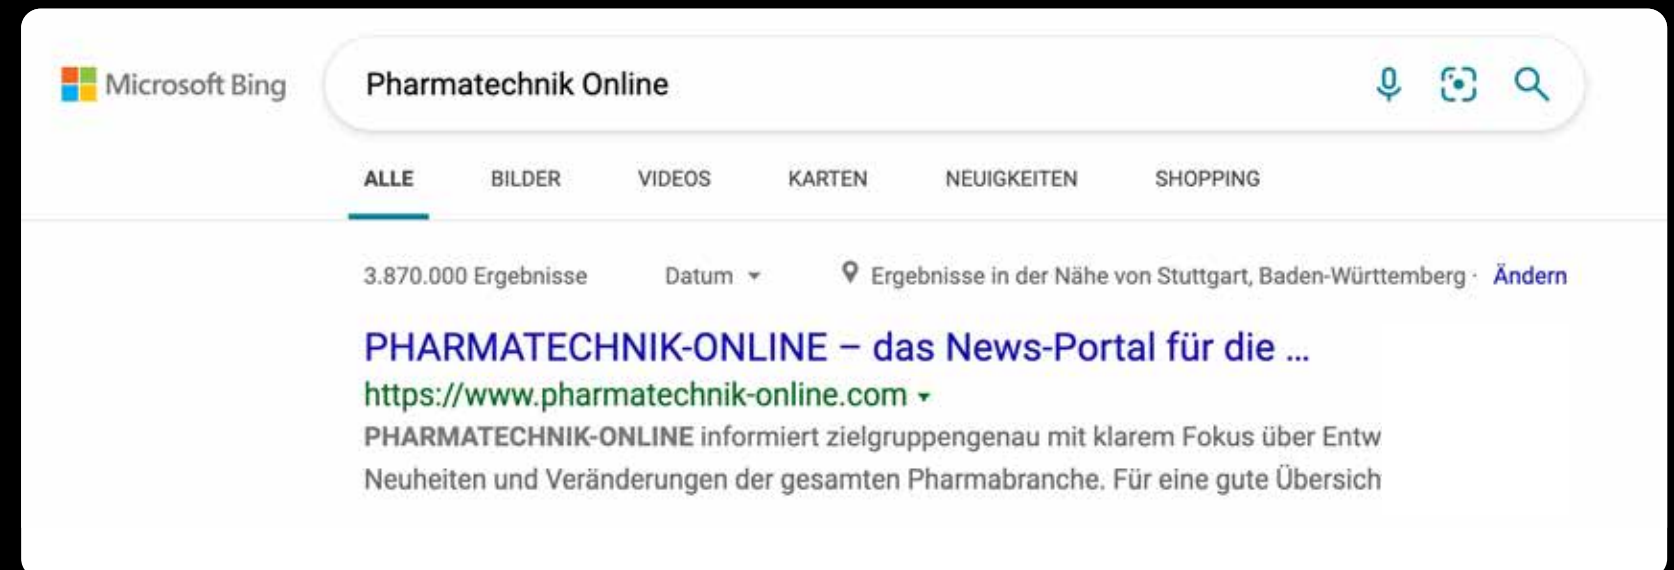 Microsoft Bing
Pharmatechnik Online
ALLE BILDER VIDEOS KARTEN NEUIGKEITEN SHOPPING
3.870.000 Ergebnisse Datum Ergebnisse in der Nähe von Stuttgart, Baden-Württemberg · Ändern
PHARMATECHNIK-ONLINE – das News-Portal für die ...
https://www.pharmatechnik-online.com
PHARMATECHNIK-ONLINE informiert zielgruppengenau mit klarem Fokus über Entw
Neuheiten und Veränderungen der gesamten Pharmabranche. Für eine gute Übersich